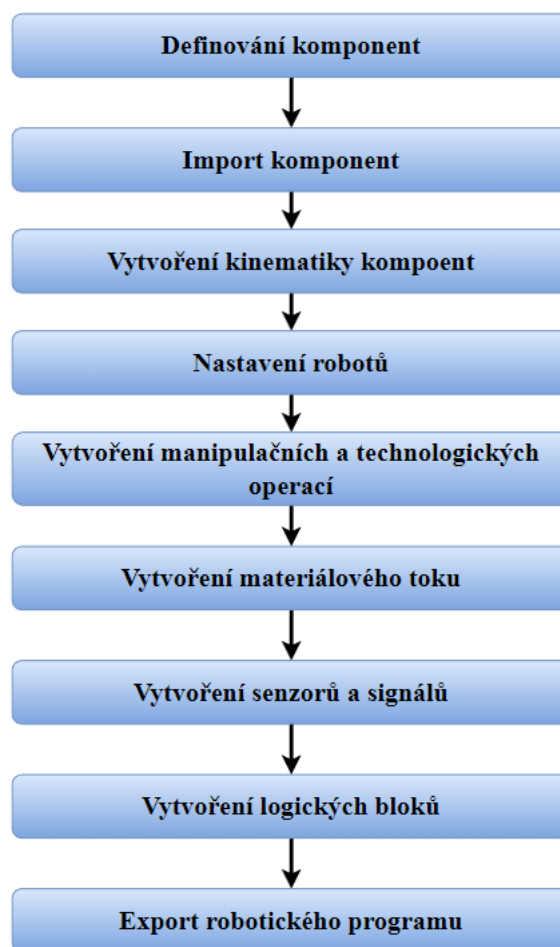 Definování komponent
Import komponent
Vytvoření kinematiky kompoent
Nastavení robotů
Vytvoření manipulačních a technologických
operací
Vytvoření materiálového toku
Vytvoření senzorů a signálů
Vytvoření logických bloků
Export robotického programu